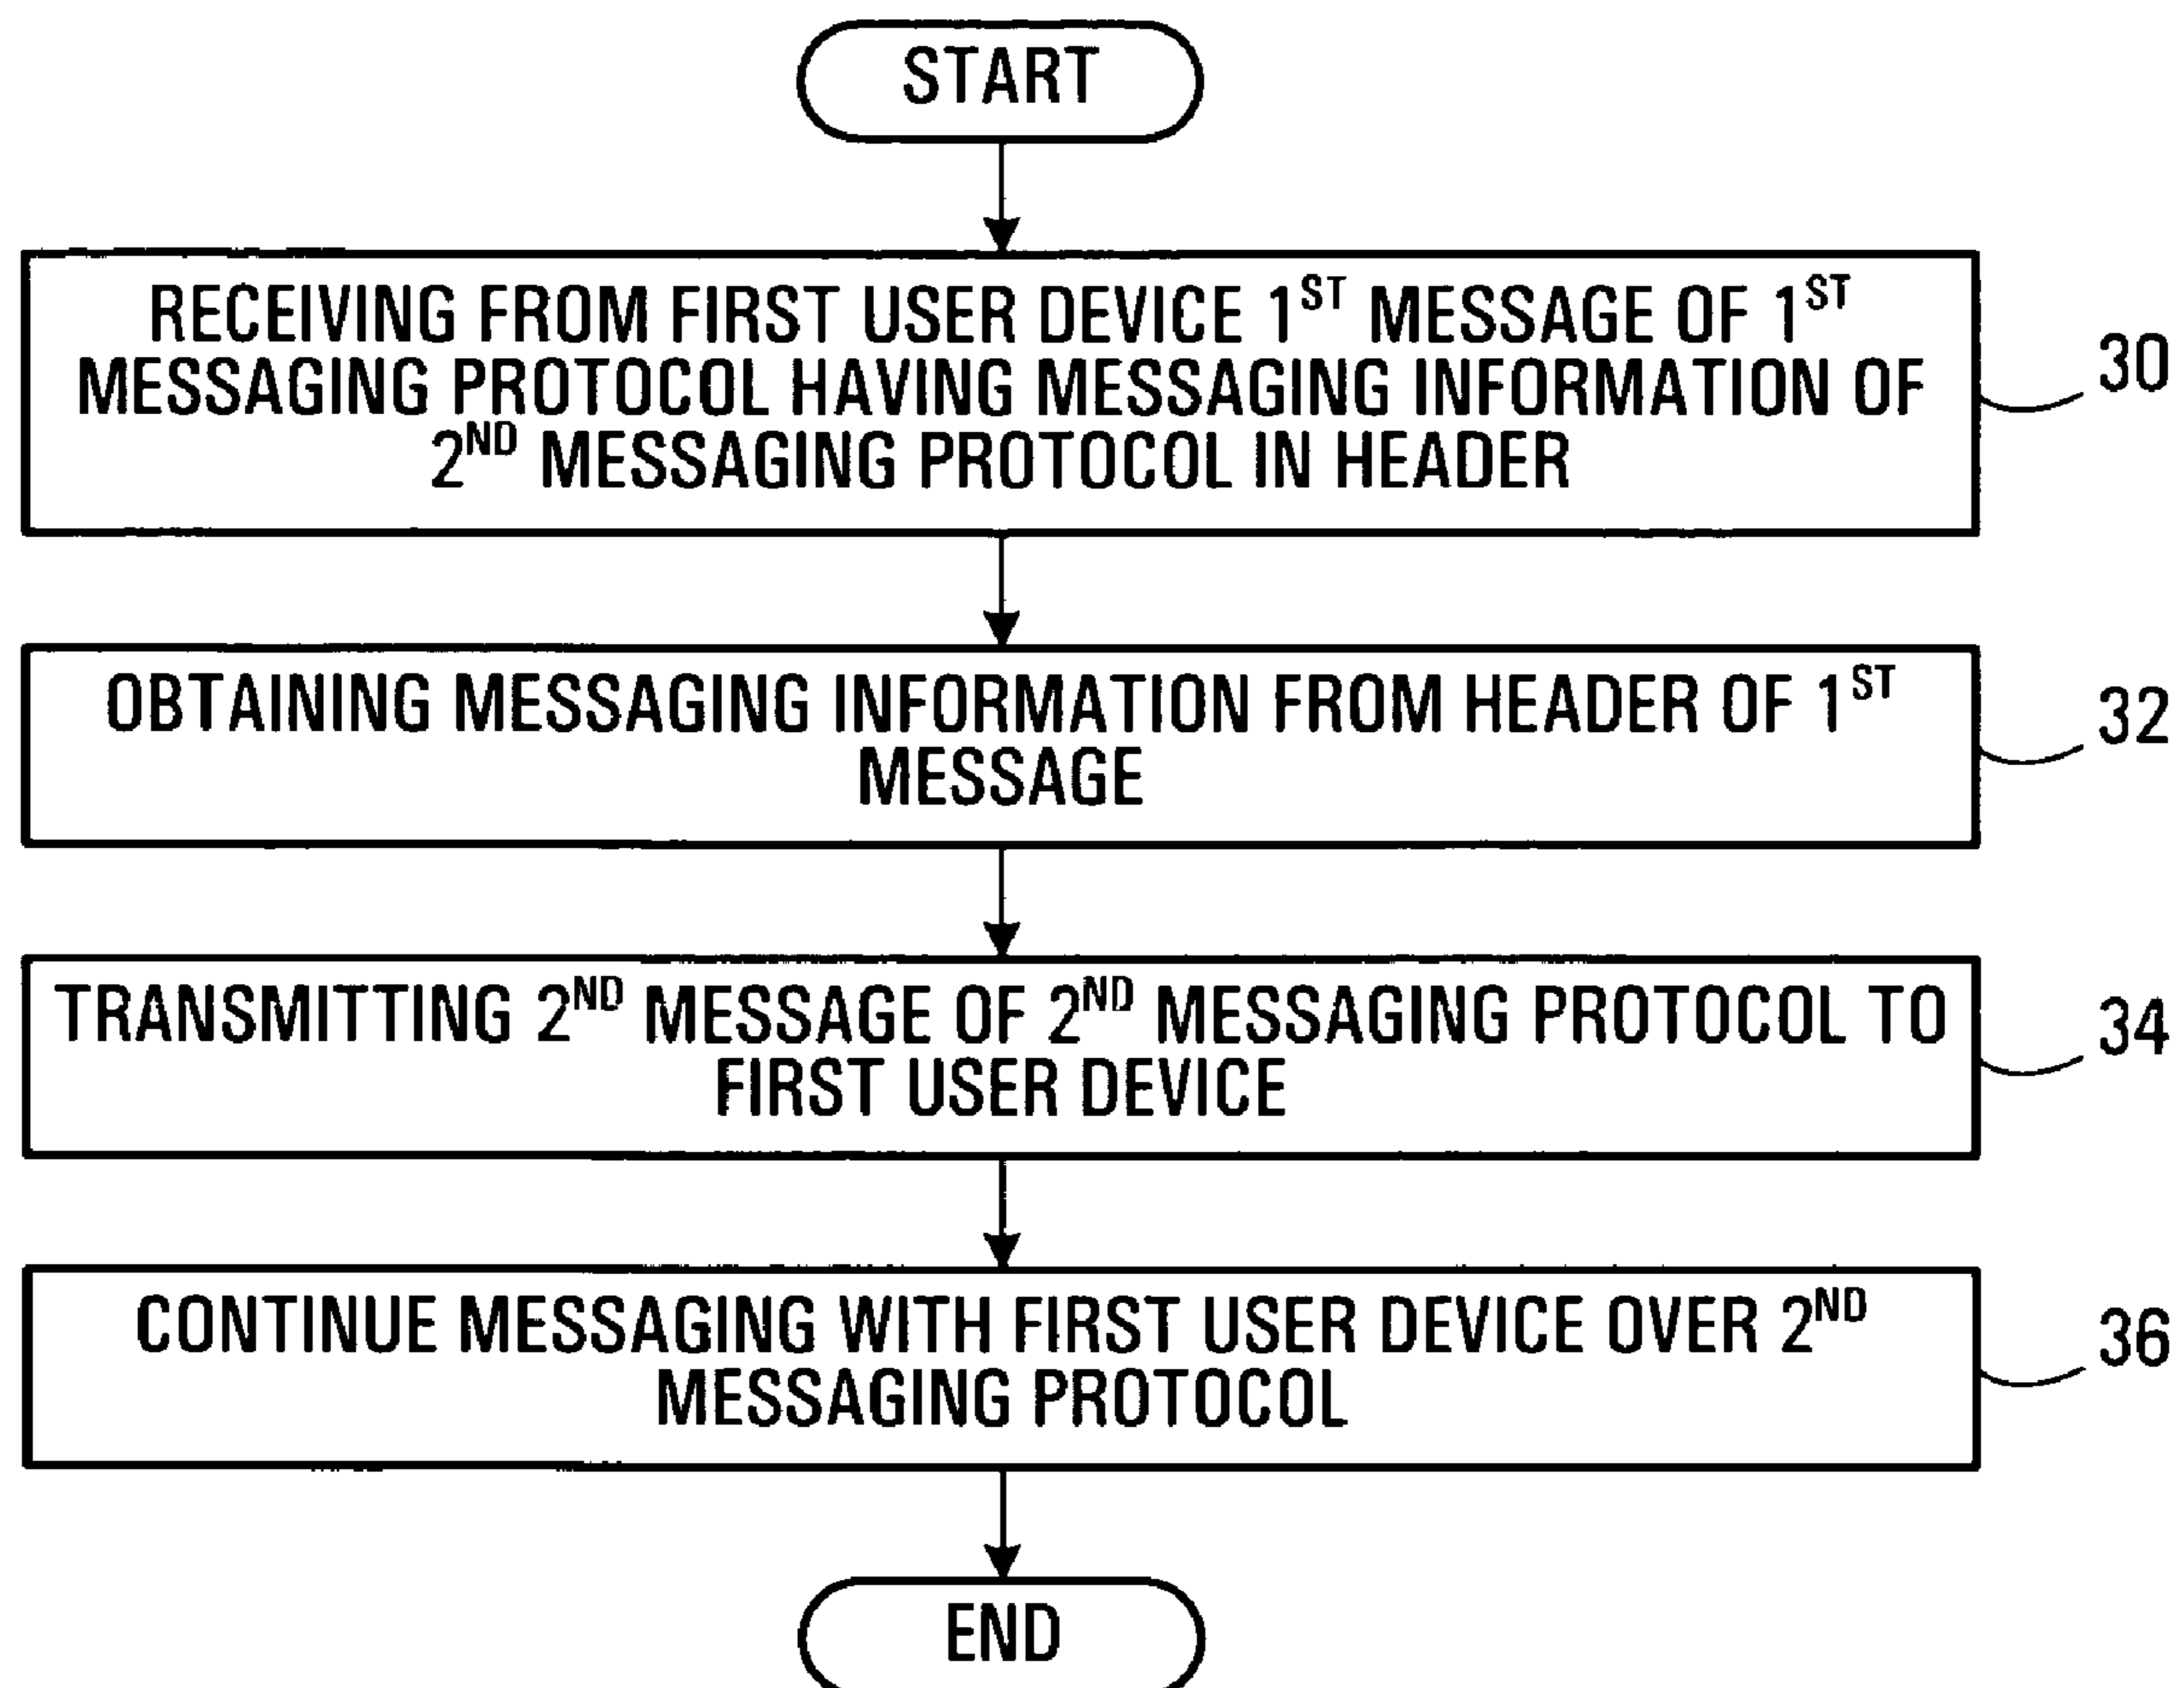 START
RECEIVING FROM FIRST USER DEVICE 1ST MESSAGE OF 1ST
MESSAGING PROTOCOL HAVING MESSAGING INFORMATION OF
2ND MESSAGING PROTOCOL IN HEADER
30
OBTAINING MESSAGING INFORMATION FROM HEADER OF 1ST
MESSAGE
32
TRANSMITTING 2ND MESSAGE OF 2ND MESSAGING PROTOCOL TO
FIRST USER DEVICE
34
CONTINUE MESSAGING WITH FIRST USER DEVICE OVER 2ND
MESSAGING PROTOCOL
36
END